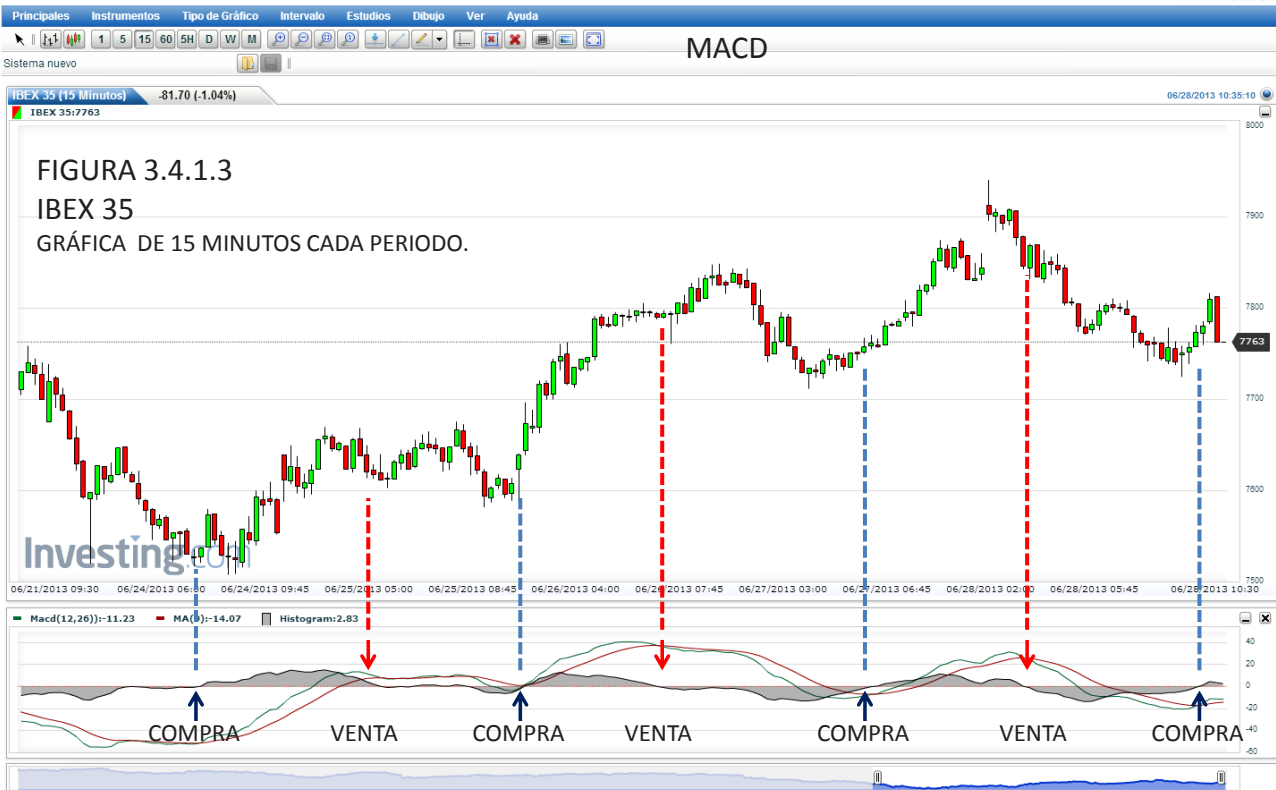 Principales Instrumentos Tipo de Gráfico Intervalo Estudios Dibujo Ver Ayuda
1 5 15 60 5H D W M
MACD
Sistema nuevo
IBEX 35 (15 Minutos) -81.70 (-1.04%) 06/28/2013 10:35:10
IBEX 35:7763
8000
FIGURA 3.4.1.3
IBEX 35
7900
GRÁFICA DE 15 MINUTOS CADA PERIODO.
7800
7763
7700
7600
Investing.com
7500
06/21/2013 09:30 06/24/2013 06:00 06/24/2013 09:45 06/25/2013 05:00 06/25/2013 08:45 06/26/2013 04:00 06/26/2013 07:45 06/27/2013 03:00 06/27/2013 06:45 06/28/2013 02:00 06/28/2013 05:45 06/28/2013 10:30
Macd(12,26)):-11.23 MA(9):-14.07 Histogram:2.83
40
20
0
-20
COMPRA VENTA COMPRA VENTA COMPRA VENTA COMPRA
-40
-60